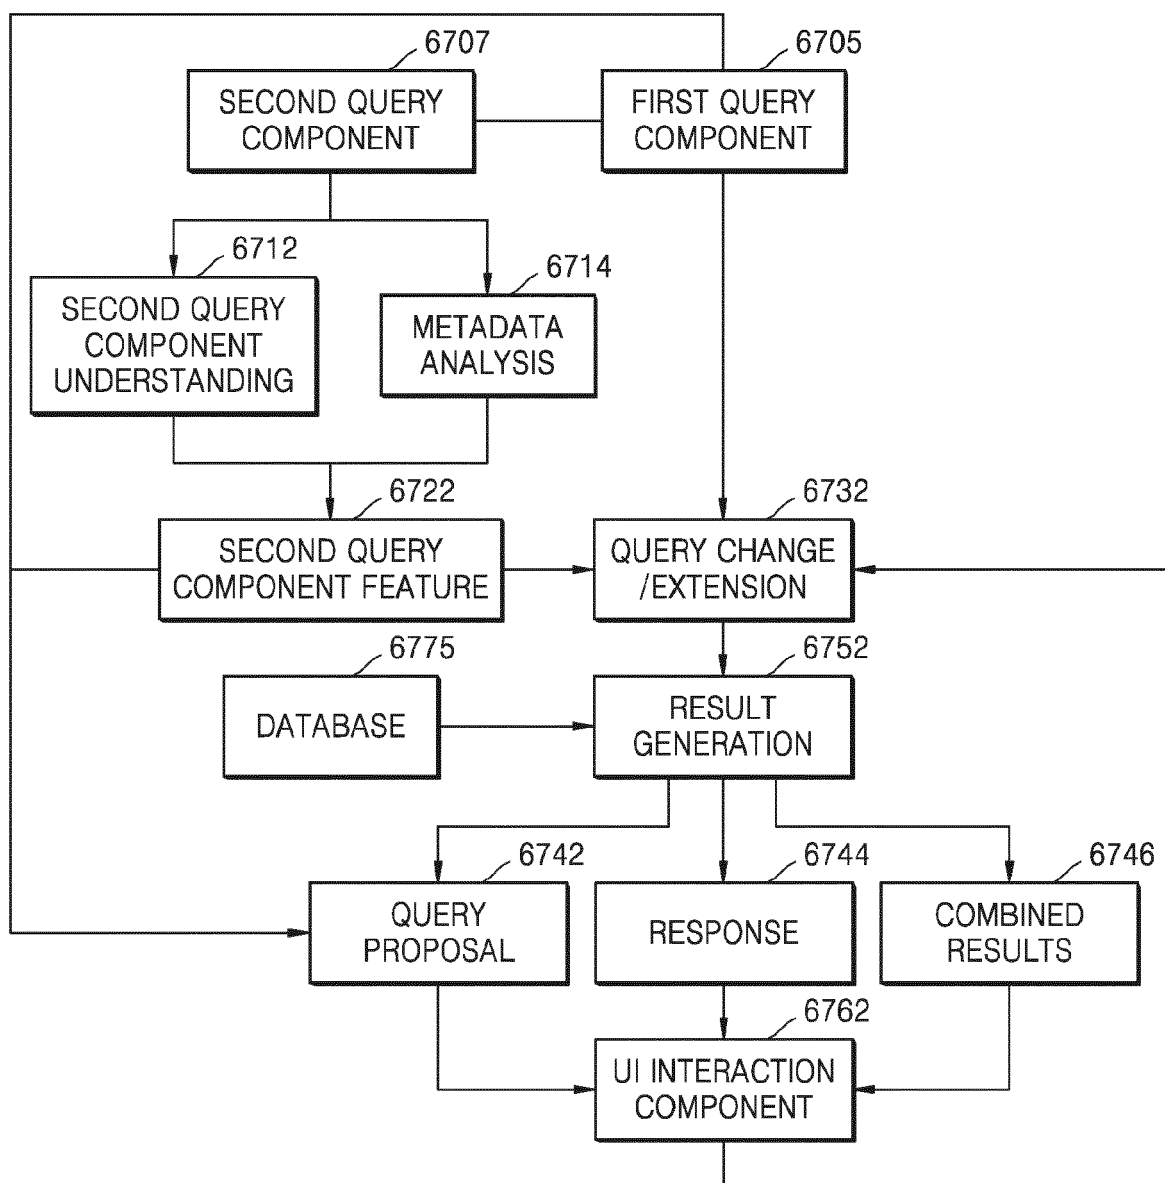 6707
SECOND QUERY
COMPONENT
6705
FIRST QUERY
COMPONENT
6712
SECOND QUERY
COMPONENT
UNDERSTANDING
6714
METADATA
ANALYSIS
6722
SECOND QUERY
COMPONENT FEATURE
6732
QUERY CHANGE
/EXTENSION
6775
DATABASE
6752
RESULT
GENERATION
6742
QUERY
PROPOSAL
6744
RESPONSE
6746
COMBINED
RESULTS
6762
UI INTERACTION
COMPONENT